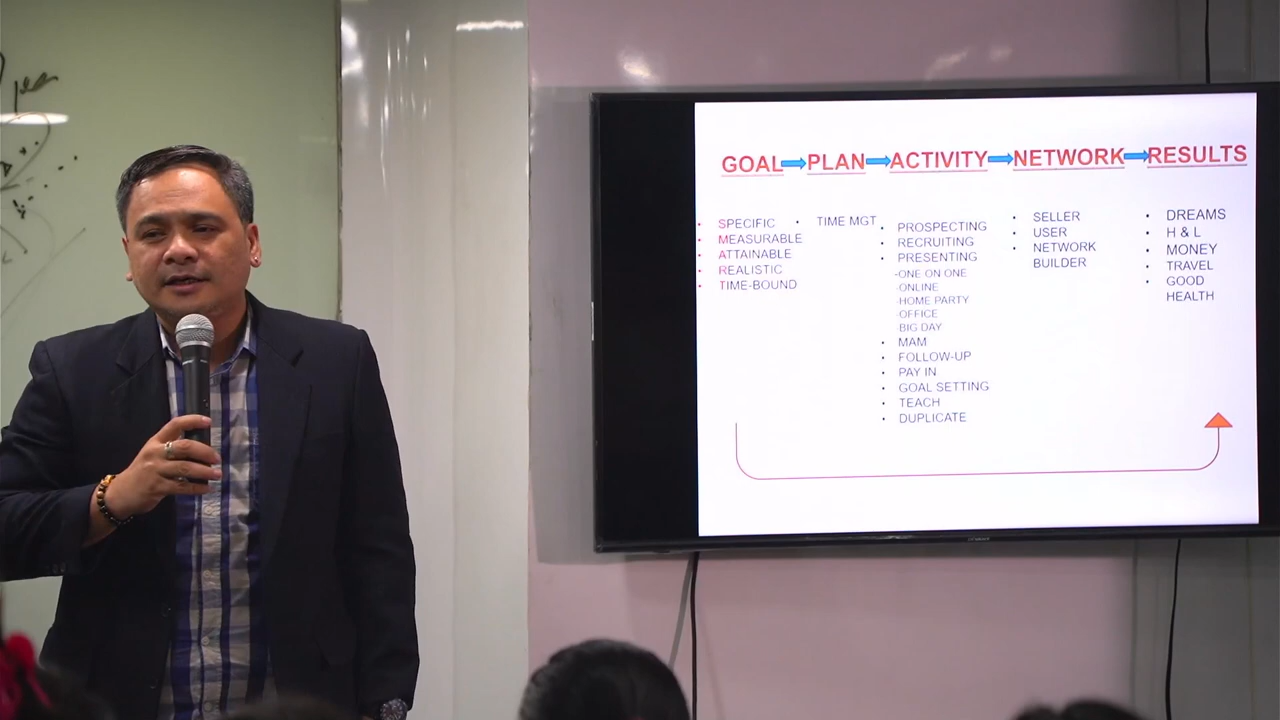 GOAL PLAN ACTIVITY NETWORK RESULTS
• SPECIFIC
• MEASURABLE
• ATTAINABLE
• REALISTIC
• TIME-BOUND
• TIME MGT
• PROSPECTING
• RECRUITING
• PRESENTING
-ONE ON ONE
-ONLINE
-HOME PARTY
-OFFICE
-BIG DAY
• MAM
• FOLLOW-UP
• PAY IN
• GOAL SETTING
• TEACH
• DUPLICATE
• SELLER
• USER
• NETWORK
BUILDER
• DREAMS
• H & L
• MONEY
• TRAVEL
• GOOD
HEALTH